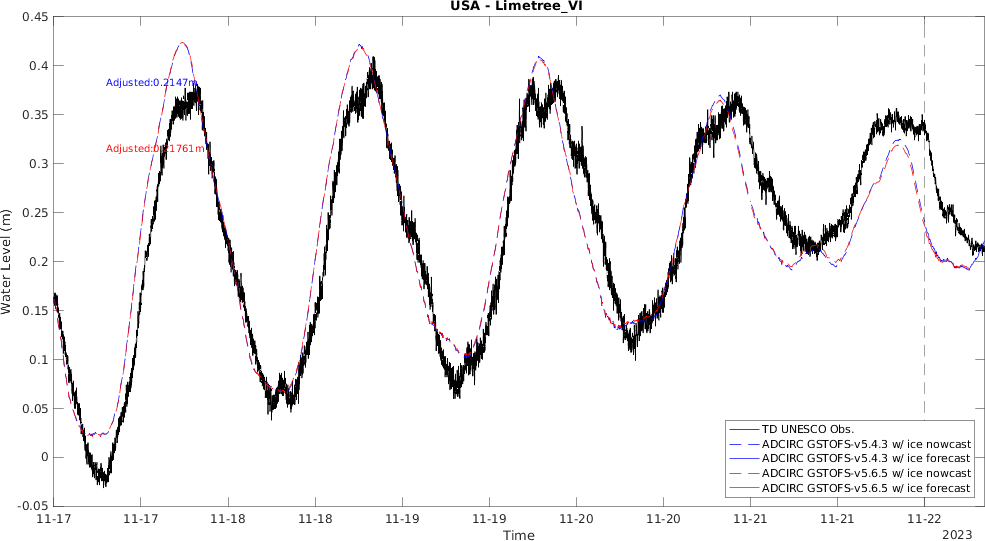 USA - Limetree_VI
0.45
0.4
0.35
0.3
0.25
0.2
0.15
0.1
0.05
0
-0.05
Water Level (m)
Adjusted:0.2147m
Adjusted:0.21761m
TD UNESCO Obs.
ADCIRC GSTOFS-v5.4.3 w/ ice nowcast
ADCIRC GSTOFS-v5.4.3 w/ ice forecast
ADCIRC GSTOFS-v5.6.5 w/ ice nowcast
ADCIRC GSTOFS-v5.6.5 w/ ice forecast
11-17 11-17 11-18 11-18 11-19 11-19 11-20 11-20 11-21 11-21 11-22
Time
2023